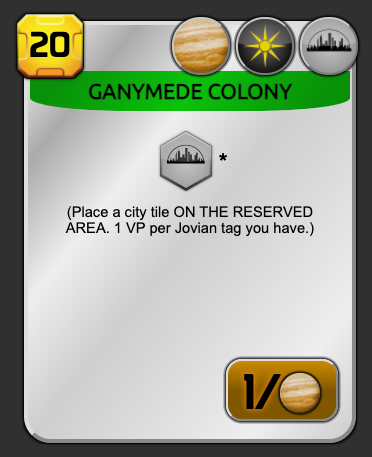 20
GANYMEDE COLONY
*
(Place a city tile ON THE RESERVED
AREA. 1 VP per Jovian tag you have.)
1/